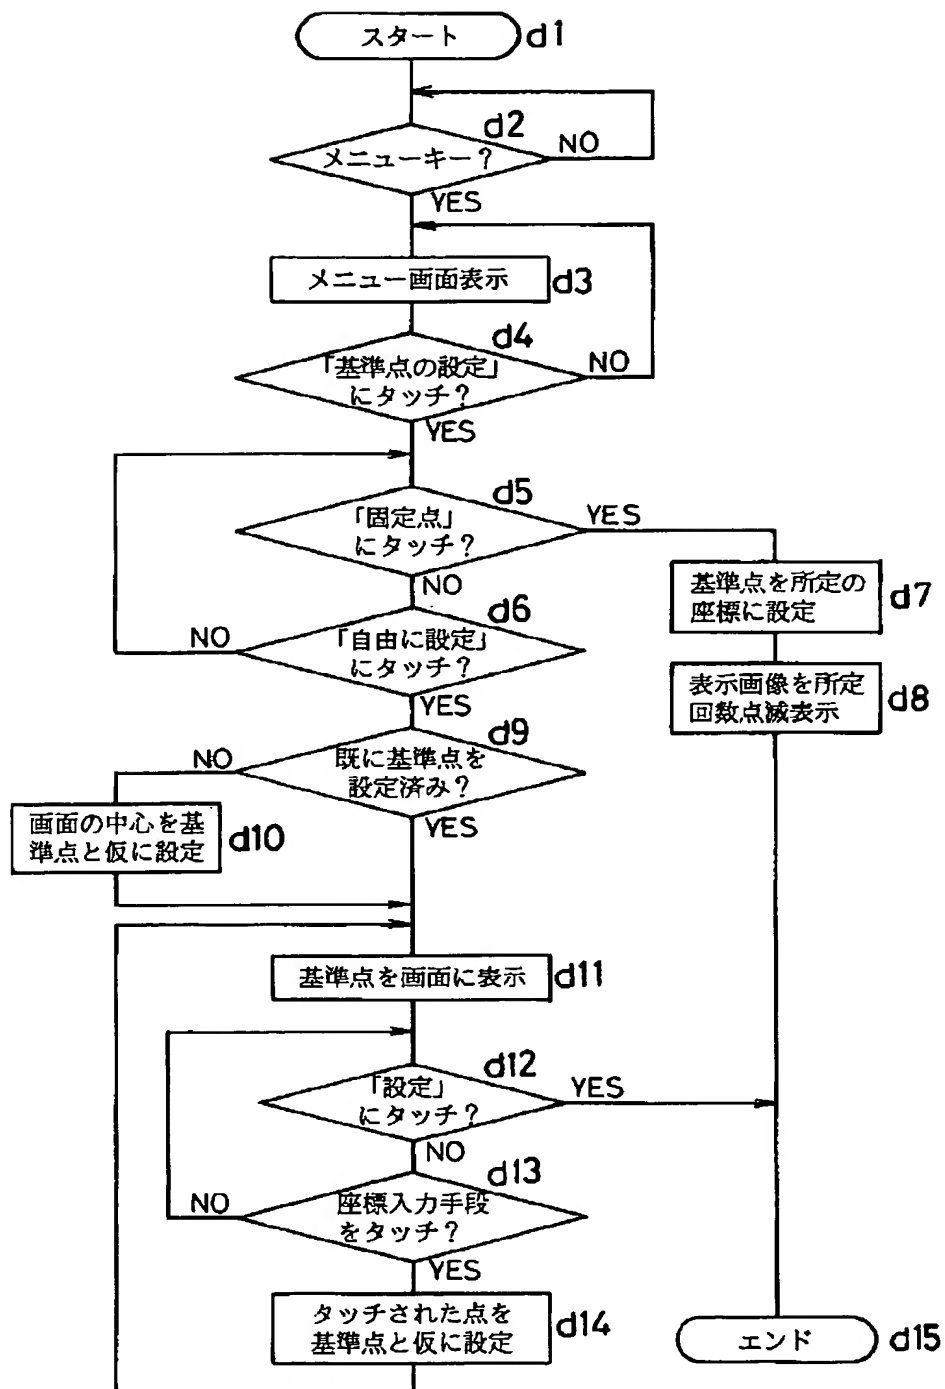 スタート
d1
d2
メニューキー?
NO
YES
メニュー画面表示
d3
d4
「基準点の設定」
にタッチ?
NO
YES
d5
「固定点」
にタッチ?
YES
NO
基準点を所定の
座標に設定
d7
d6
「自由に設定」
にタッチ?
NO
YES
表示画像を所定
回数点滅表示
d8
d9
既に基準点を
設定済み?
NO
YES
画面の中心を基
準点と仮に設定
d10
基準点を画面に表示
d11
d12
「設定」
にタッチ?
YES
NO
d13
座標入力手段
をタッチ?
NO
YES
タッチされた点を
基準点と仮に設定
d14
エンド
d15